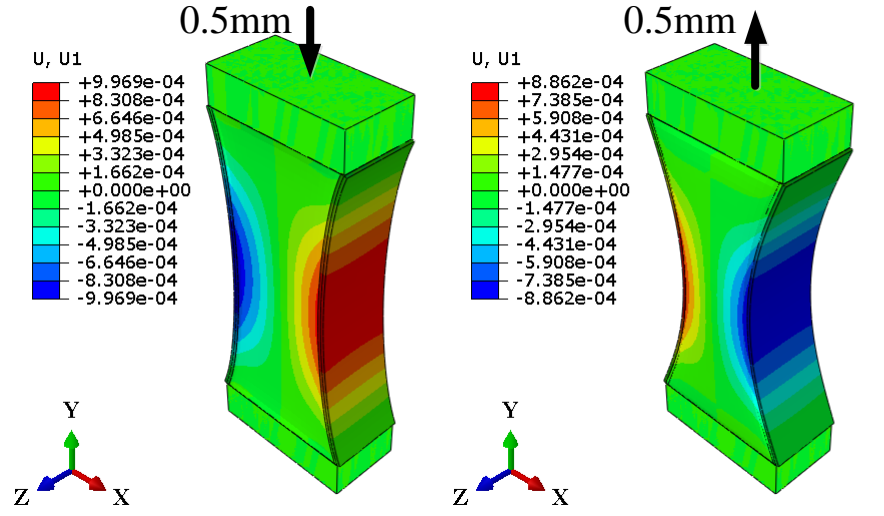 0.5mm
U, U1
+9.969e-04
+8.308e-04
+6.646e-04
+4.985e-04
+3.323e-04
+1.662e-04
+0.000e+00
-1.662e-04
-3.323e-04
-4.985e-04
-6.646e-04
-8.308e-04
-9.969e-04
Y
Z
X
0.5mm
U, U1
+8.862e-04
+7.385e-04
+5.908e-04
+4.431e-04
+2.954e-04
+1.477e-04
+0.000e+00
-1.477e-04
-2.954e-04
-4.431e-04
-5.908e-04
-7.385e-04
-8.862e-04
Y
Z
X